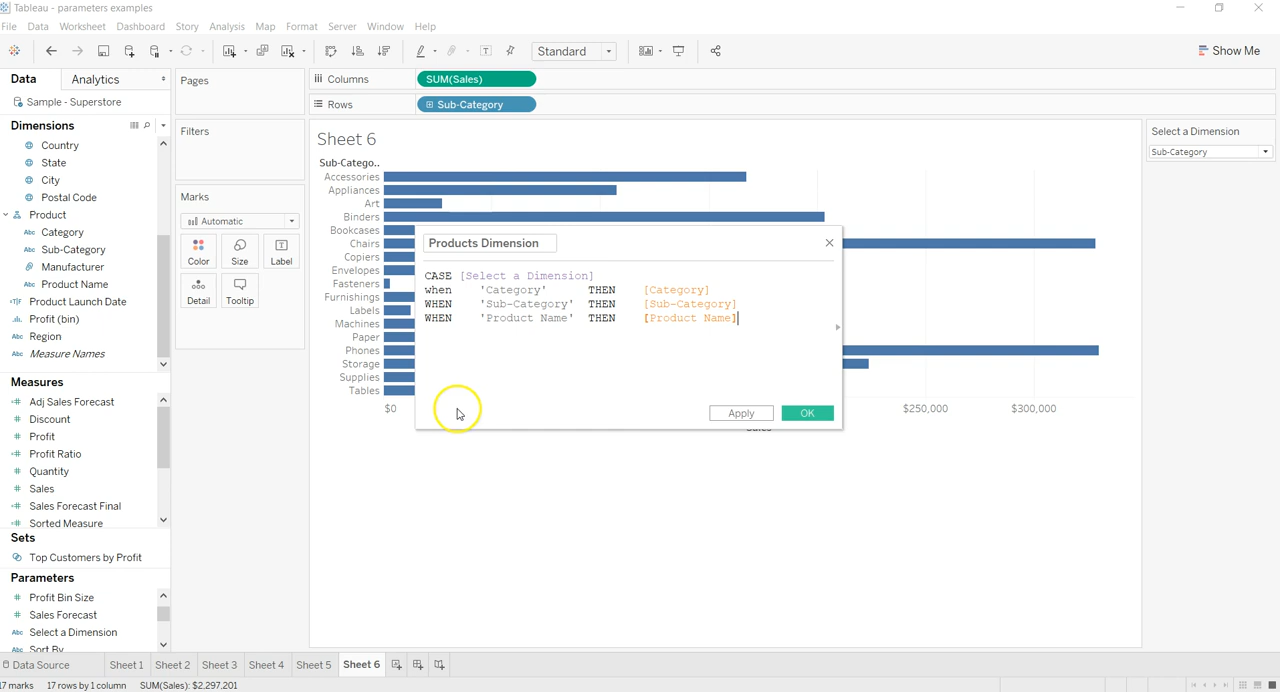 Tableau - parameters examples
File Data Worksheet Dashboard Story Analysis Map Format Server Window Help
Standard
Show Me
Data Analytics
Sample - Superstore
Dimensions
Country
State
City
Postal Code
Product
Category
Sub-Category
Manufacturer
Product Name
Product Launch Date
Profit (bin)
Region
Measure Names
Measures
Adj Sales Forecast
Discount
Profit
Profit Ratio
Quantity
Sales
Sales Forecast Final
Sorted Measure
Sets
Top Customers by Profit
Parameters
Profit Bin Size
Sales Forecast
Select a Dimension
Sort By
Pages
Filters
Marks
Automatic
Color Size Label
Detail Tooltip
Columns SUM(Sales)
Rows Sub-Category
Sheet 6
Sub-Catego..
Accessories
Appliances
Art
Binders
Bookcases
Chairs
Copiers
Envelopes
Fasteners
Furnishings
Labels
Machines
Paper
Phones
Storage
Supplies
Tables
$0 $250,000 $300,000
Products Dimension
CASE [Select a Dimension]
when 'Category' THEN [Category]
WHEN 'Sub-Category' THEN [Sub-Category]
WHEN 'Product Name' THEN [Product Name]
Apply OK
Select a Dimension
Sub-Category
Data Source Sheet 1 Sheet 2 Sheet 3 Sheet 4 Sheet 5 Sheet 6
17 marks 17 rows by 1 column SUM(Sales): $2,297,201